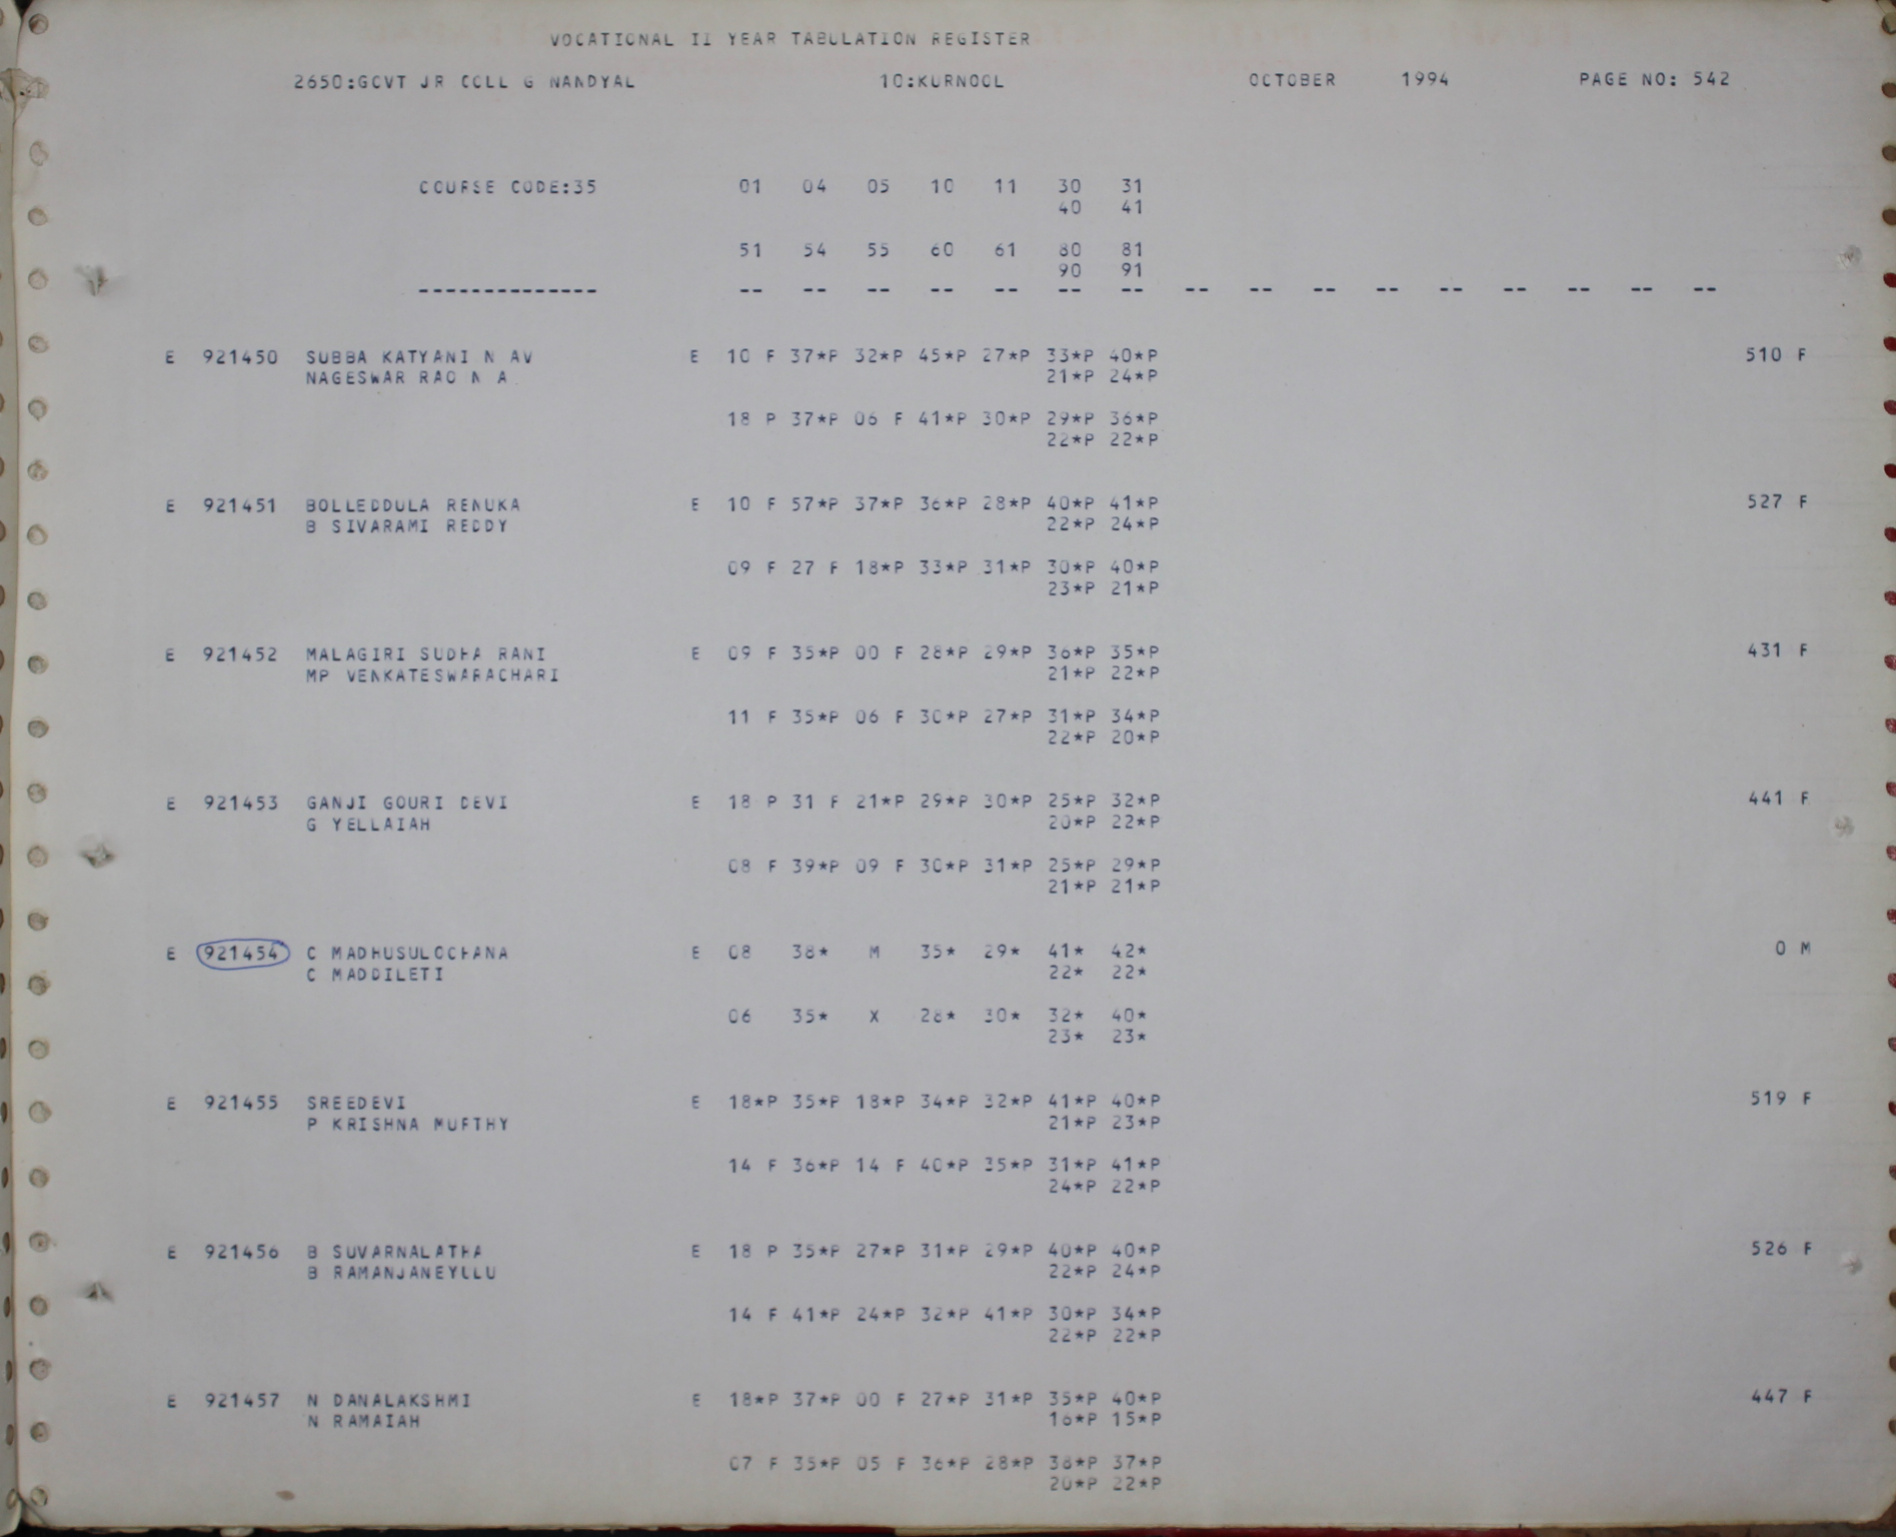 VOCATIONAL II YEAR TABULATION REGISTER
2650:GOVT JR COLL G NANDYAL 10:KURNOOL OCTOBER 1994 PAGE NO: 542
COURSE CODE:35 01 04 05 10 11 30 31
40 41
51 54 55 60 61 80 81
90 91
-------------- -- -- -- -- -- -- -- -- -- -- -- -- -- -- -- --
E 921450 SUBBA KATYANI N AV E 10 F 37*P 32*P 45*P 27*P 33*P 40*P 510 F
NAGESWAR RAO N A 21*P 24*P
18 P 37*P 06 F 41*P 30*P 29*P 36*P
22*P 22*P
E 921451 BOLLEDDULA RENUKA E 10 F 57*P 37*P 36*P 28*P 40*P 41*P 527 F
B SIVARAMI REDDY 22*P 24*P
09 F 27 F 18*P 33*P 31*P 30*P 40*P
23*P 21*P
E 921452 MALAGIRI SUDHA RANI E 09 F 35*P 00 F 28*P 29*P 36*P 35*P 431 F
MP VENKATESWARACHARI 21*P 22*P
11 F 35*P 06 F 30*P 27*P 31*P 34*P
22*P 20*P
E 921453 GANJI GOURI DEVI E 18 P 31 F 21*P 29*P 30*P 25*P 32*P 441 F
G YELLAIAH 20*P 22*P
08 F 39*P 09 F 30*P 31*P 25*P 29*P
21*P 21*P
E 921454 C MADHUSULOCHANA E 08 38* M 35* 29* 41* 42* 0 M
C MADDILETI 22* 22*
06 35* X 28* 30* 32* 40*
23* 23*
E 921455 SREEDEVI E 18*P 35*P 18*P 34*P 32*P 41*P 40*P 519 F
P KRISHNA MURTHY 21*P 23*P
14 F 36*P 14 F 40*P 35*P 31*P 41*P
24*P 22*P
E 921456 B SUVARNALATHA E 18 P 35*P 27*P 31*P 29*P 40*P 40*P 526 F
B RAMANJANEYULU 22*P 24*P
14 F 41*P 24*P 32*P 41*P 30*P 34*P
22*P 22*P
E 921457 N DANALAKSHMI E 18*P 37*P 00 F 27*P 31*P 35*P 40*P 447 F
N RAMAIAH 16*P 15*P
07 F 35*P 05 F 36*P 28*P 38*P 37*P
20*P 22*P